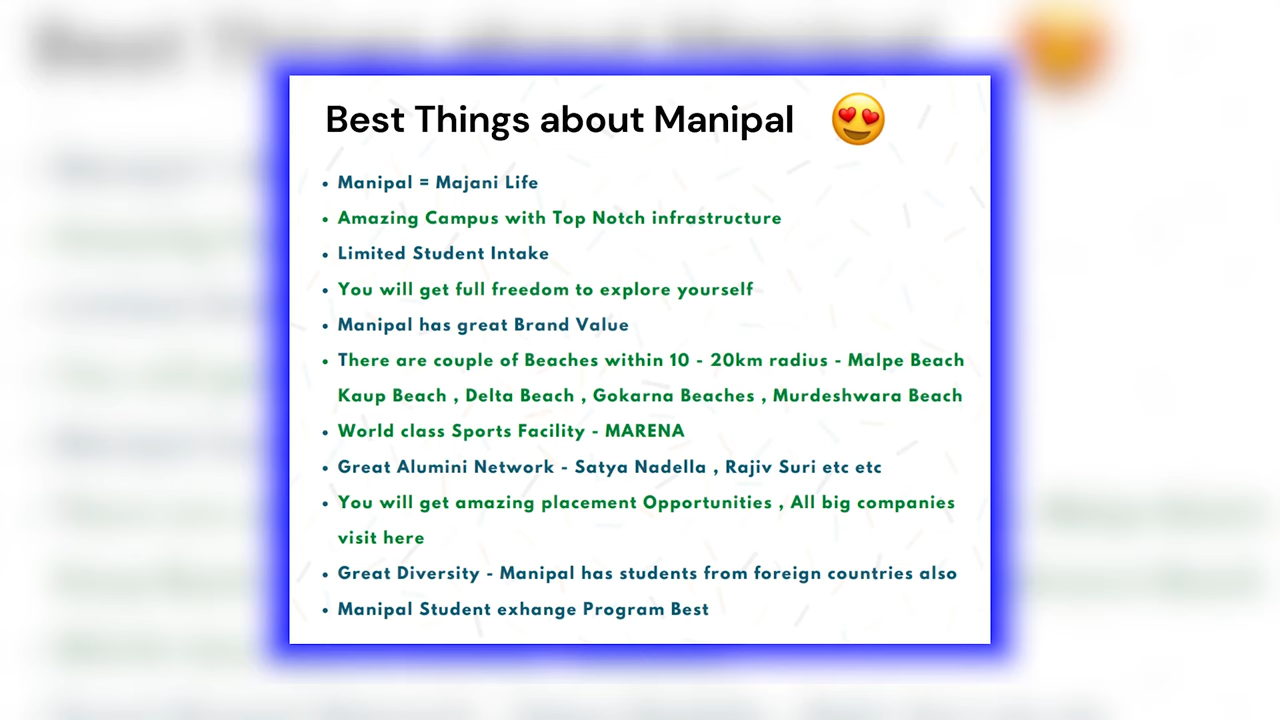 Best Things about Manipal
• Manipal = Majani Life
• Amazing Campus with Top Notch infrastructure
• Limited Student Intake
• You will get full freedom to explore yourself
• Manipal has great Brand Value
• There are couple of Beaches within 10 - 20km radius - Malpe Beach
Kaup Beach , Delta Beach , Gokarna Beaches , Murdeshwara Beach
• World class Sports Facility - MARENA
• Great Alumini Network - Satya Nadella , Rajiv Suri etc etc
• You will get amazing placement Opportunities , All big companies
visit here
• Great Diversity - Manipal has students from foreign countries also
• Manipal Student exhange Program Best